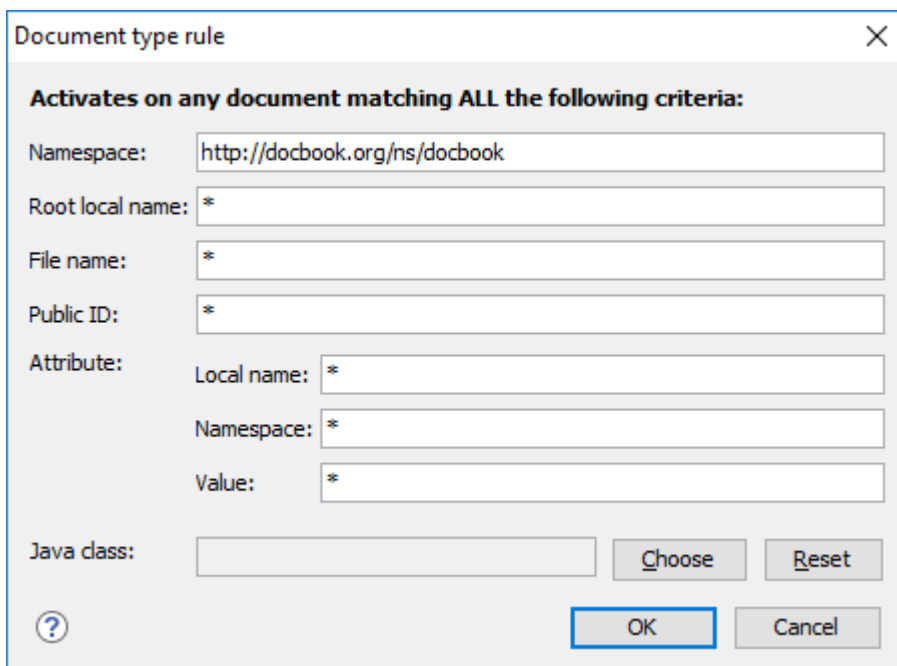 Document type rule
Activates on any document matching ALL the following criteria:
Namespace: http://docbook.org/ns/docbook
Root local name: *
File name: *
Public ID: *
Attribute:
Local name: *
Namespace: *
Value: *
Java class: Choose Reset
? OK Cancel